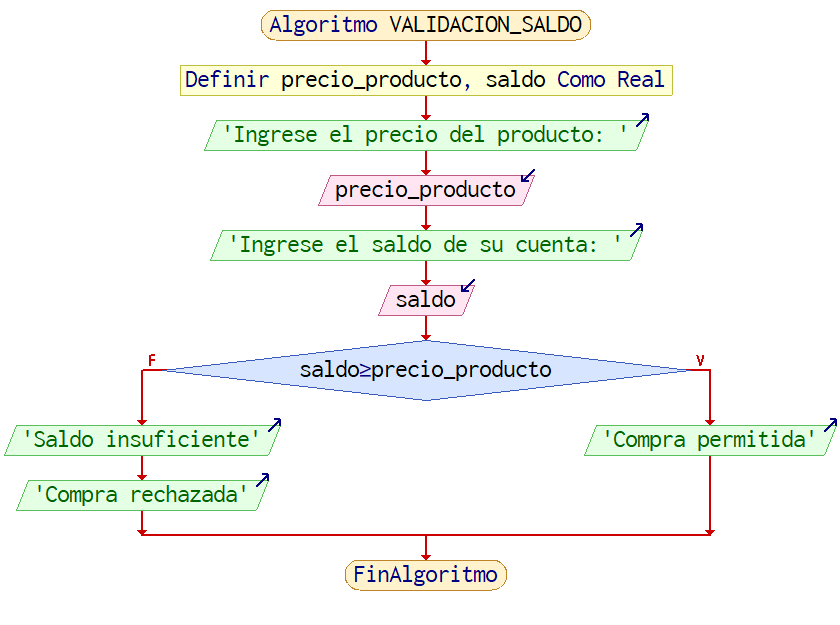 Algoritmo VALIDACION_SALDO
Definir precio_producto, saldo Como Real
'Ingrese el precio del producto: '
precio_producto
'Ingrese el saldo de su cuenta: '
saldo
saldo≥precio_producto
F
V
'Saldo insuficiente'
'Compra permitida'
'Compra rechazada'
FinAlgoritmo